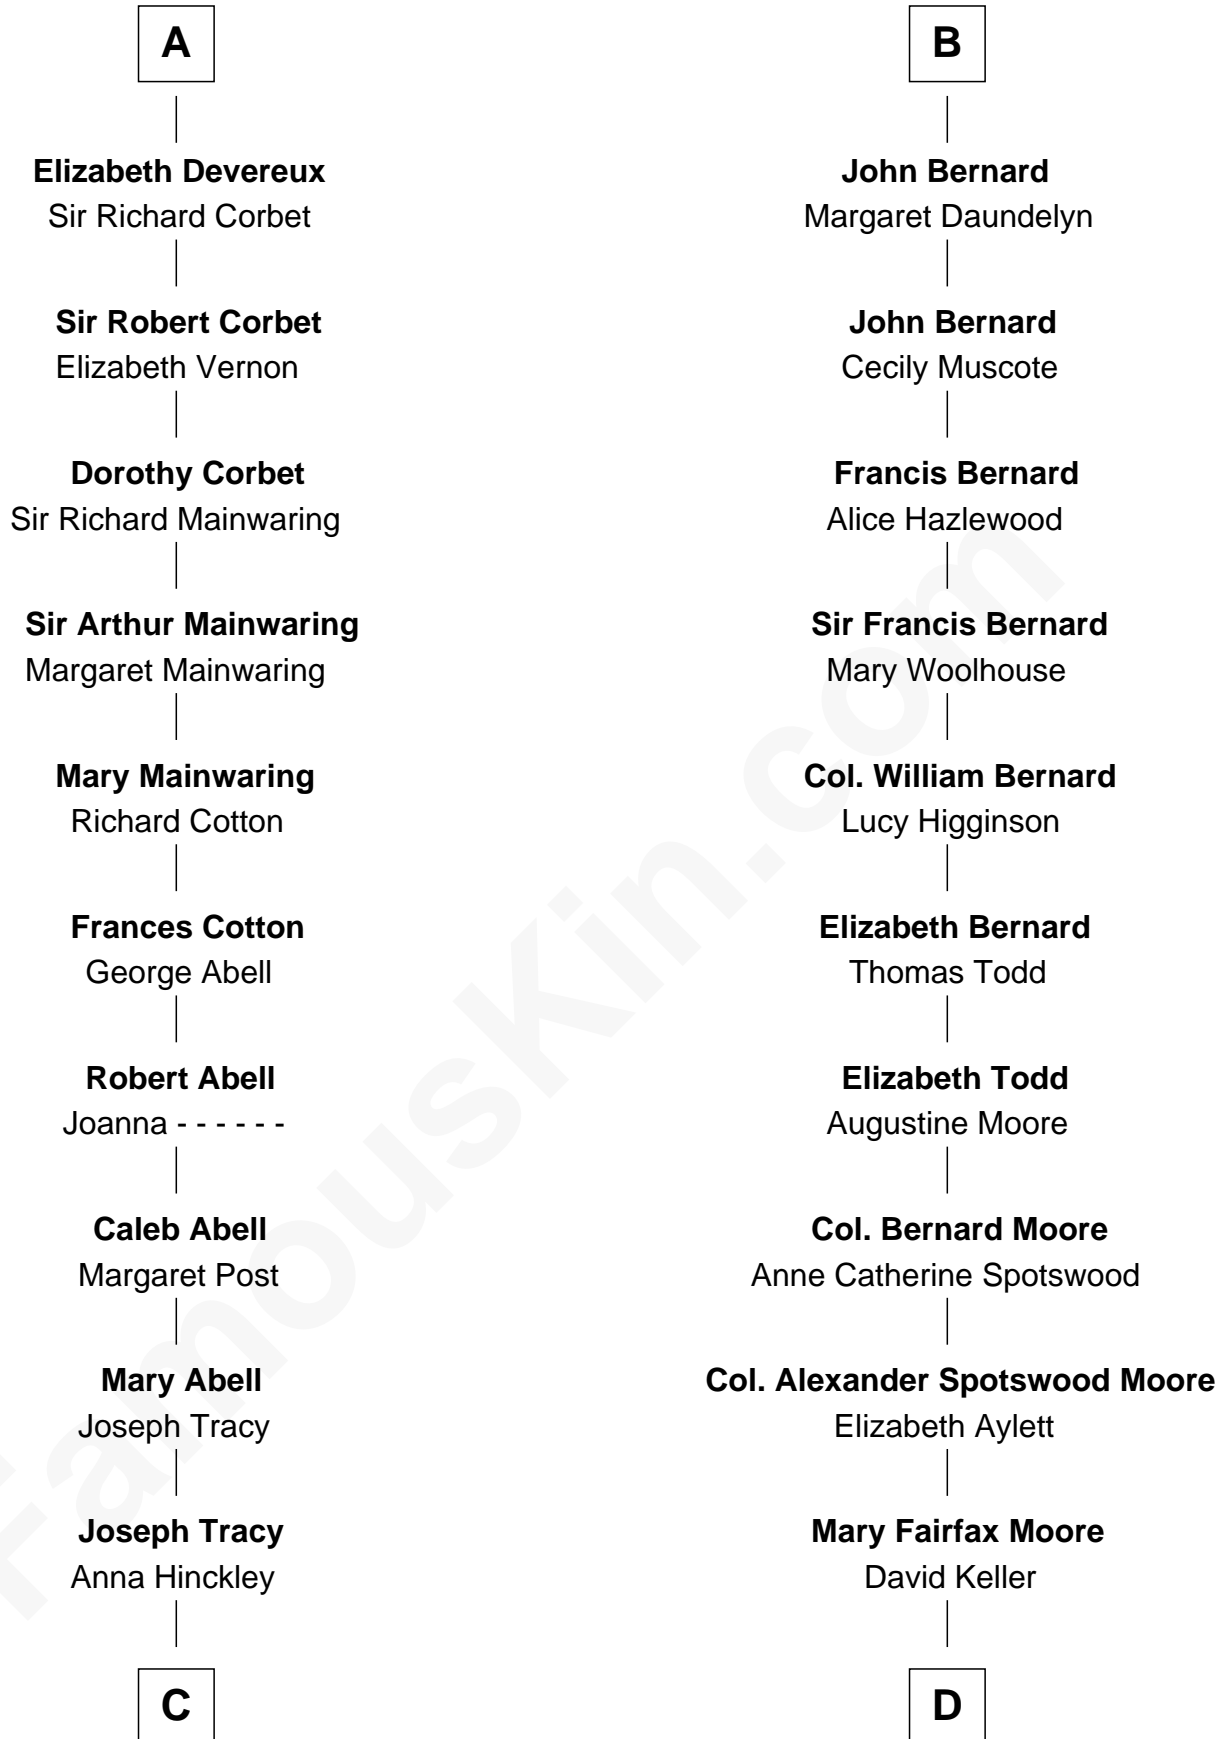 A
Elizabeth Devereux
Sir Richard Corbet
Sir Robert Corbet
Elizabeth Vernon
Dorothy Corbet
Sir Richard Mainwaring
Sir Arthur Mainwaring
Margaret Mainwaring
Mary Mainwaring
Richard Cotton
Frances Cotton
George Abell
Robert Abell
Joanna - - - - - -
Caleb Abell
Margaret Post
Mary Abell
Joseph Tracy
Joseph Tracy
Anna Hinckley
C
B
John Bernard
Margaret Daundelyn
John Bernard
Cecily Muscote
Francis Bernard
Alice Hazlewood
Sir Francis Bernard
Mary Woolhouse
Col. William Bernard
Lucy Higginson
Elizabeth Bernard
Thomas Todd
Elizabeth Todd
Augustine Moore
Col. Bernard Moore
Anne Catherine Spotswood
Col. Alexander Spotswood Moore
Elizabeth Aylett
Mary Fairfax Moore
David Keller
D
FamousKin.com